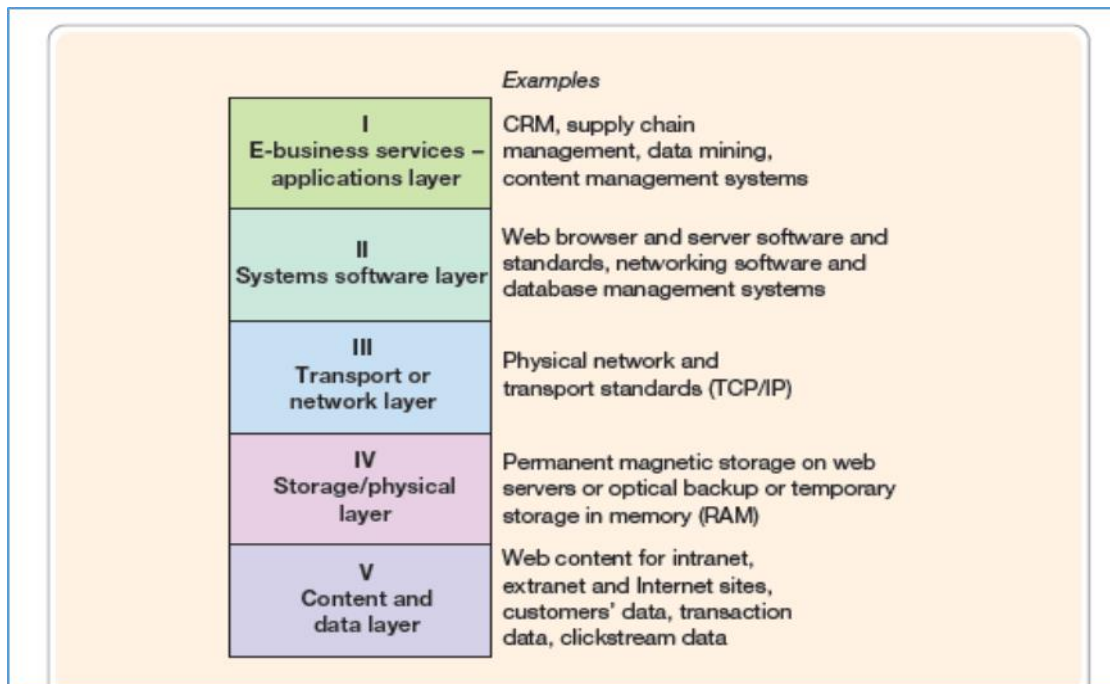 Examples
I
E-business services –
applications layer
CRM, supply chain
management, data mining,
content management systems
II
Systems software layer
Web browser and server software and
standards, networking software and
database management systems
III
Transport or
network layer
Physical network and
transport standards (TCP/IP)
IV
Storage/physical
layer
Permanent magnetic storage on web
servers or optical backup or temporary
storage in memory (RAM)
V
Content and
data layer
Web content for intranet,
extranet and Internet sites,
customers' data, transaction
data, clickstream data